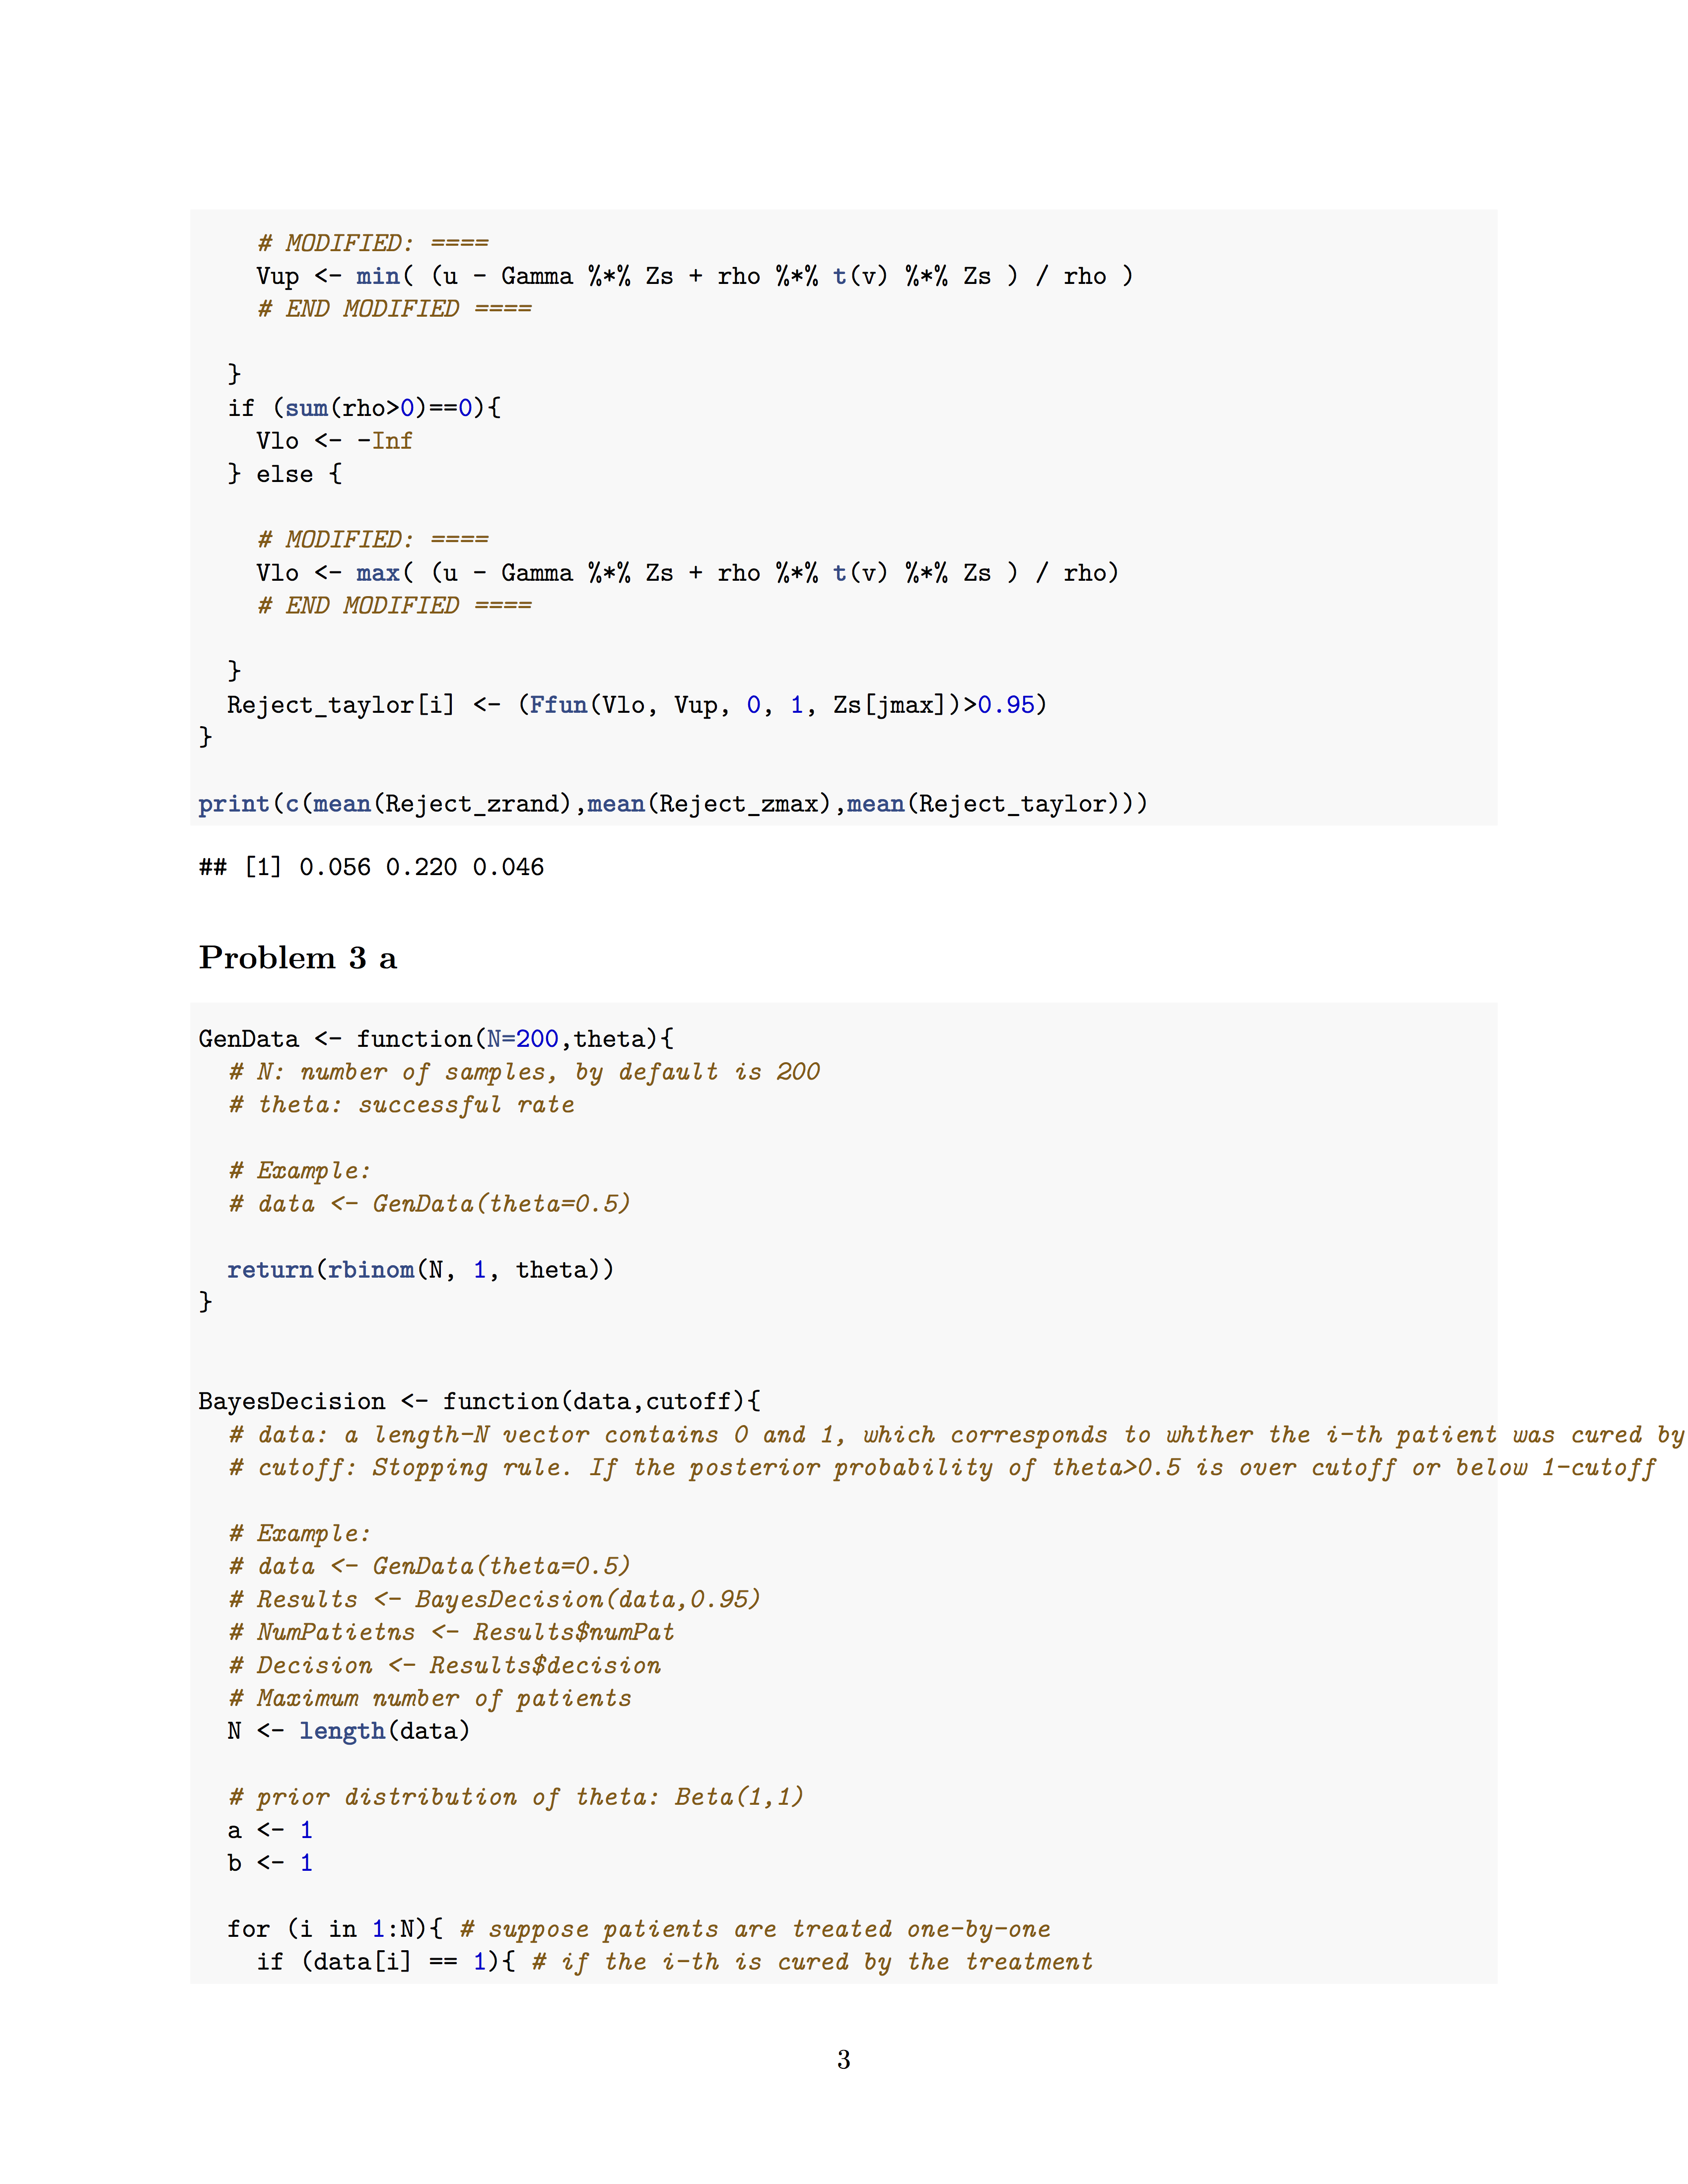 # MODIFIED: ====
Vup <- min( (u - Gamma %*% Zs + rho %*% t(v) %*% Zs ) / rho )
# END MODIFIED ====
}
if (sum(rho>0)==0){
Vlo <- -Inf
} else {
# MODIFIED: ====
Vlo <- max( (u - Gamma %*% Zs + rho %*% t(v) %*% Zs ) / rho)
# END MODIFIED ====
}
Reject_taylor[i] <- (Ffun(Vlo, Vup, 0, 1, Zs[jmax])>0.95)
}
print(c(mean(Reject_zrand),mean(Reject_zmax),mean(Reject_taylor)))
## [1] 0.056 0.220 0.046
Problem 3 a
GenData <- function(N=200,theta){
# N: number of samples, by default is 200
# theta: successful rate
# Example:
# data <- GenData(theta=0.5)
return(rbinom(N, 1, theta))
}
BayesDecision <- function(data,cutoff){
# data: a length-N vector contains 0 and 1, which corresponds to whther the i-th patient was cured by
# cutoff: Stopping rule. If the posterior probability of theta>0.5 is over cutoff or below 1-cutoff
# Example:
# data <- GenData(theta=0.5)
# Results <- BayesDecision(data,0.95)
# NumPatietns <- Results$numPat
# Decision <- Results$decision
# Maximum number of patients
N <- length(data)
# prior distribution of theta: Beta(1,1)
a <- 1
b <- 1
for (i in 1:N){ # suppose patients are treated one-by-one
if (data[i] == 1){ # if the i-th is cured by the treatment
3